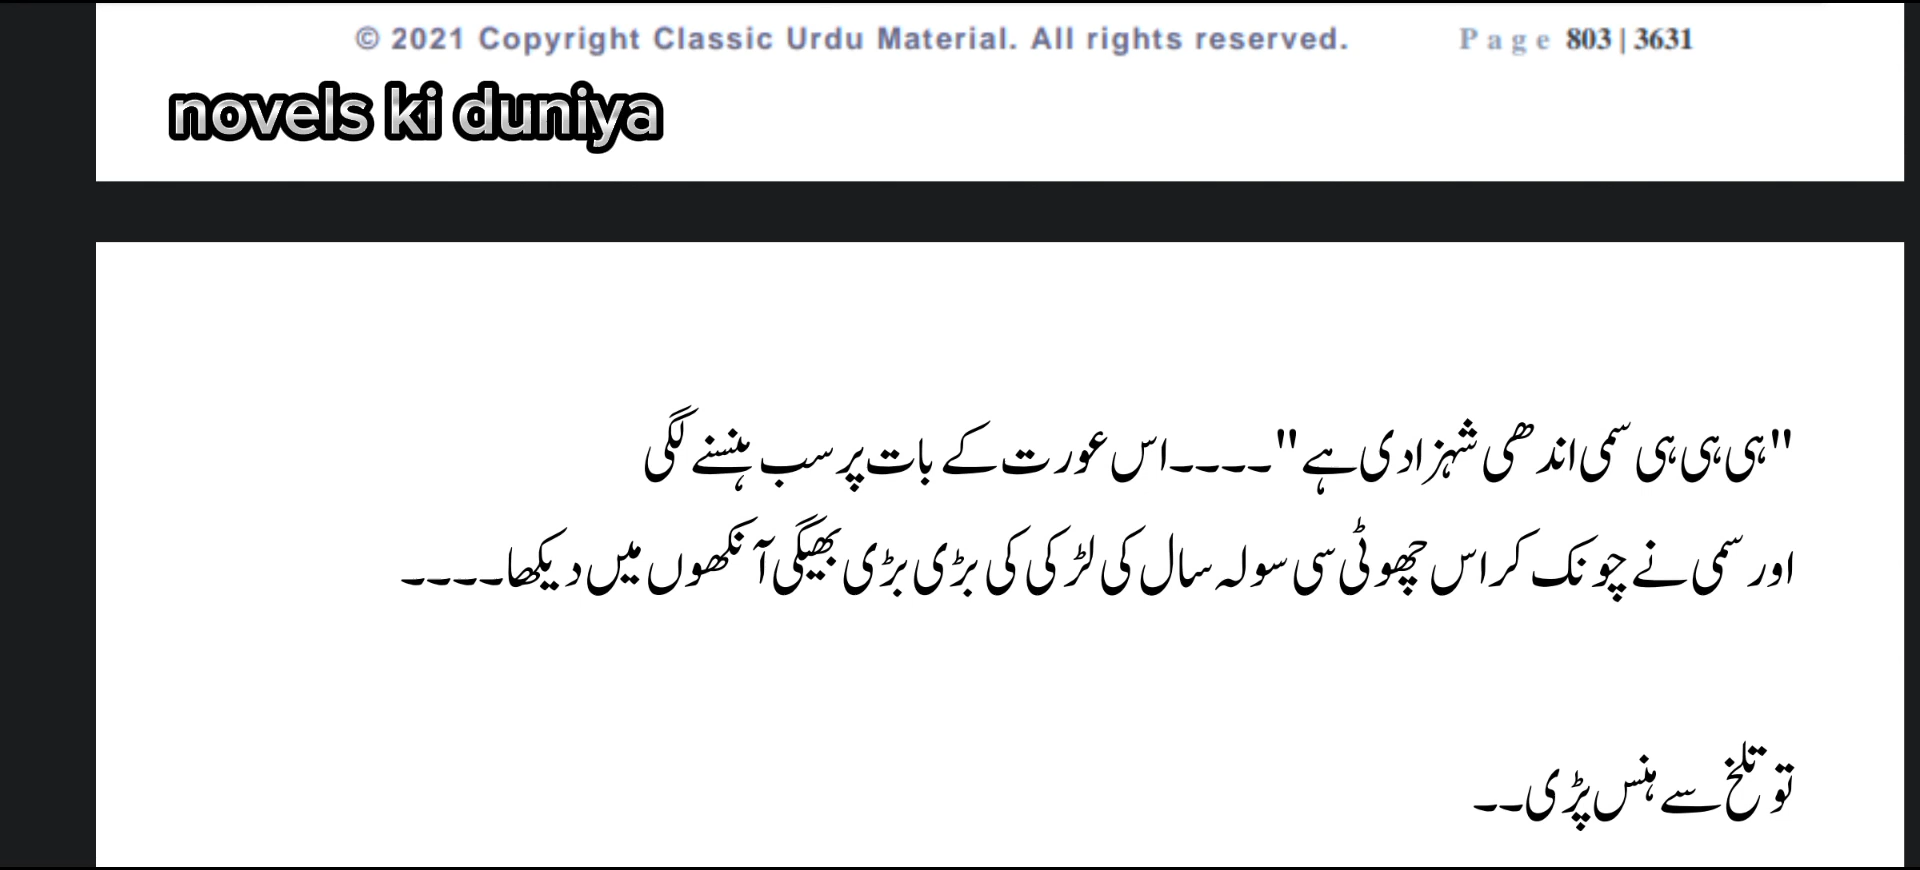 © 2021 Copyright Classic Urdu Material. All rights reserved. Page 803 | 3631
novels ki duniya
"ہی ہی ہی سمی اندھی شہزادی ہے"۔۔۔۔اس عورت کے بات پر سب ہنسنے لگی
اور سمی نے چونک کر اس چھوٹی سی سولہ سال کی لڑکی کی بڑی بڑی بھیگی آنکھوں میں دیکھا۔۔۔۔
تو تلخ سے ہنس پڑی۔۔